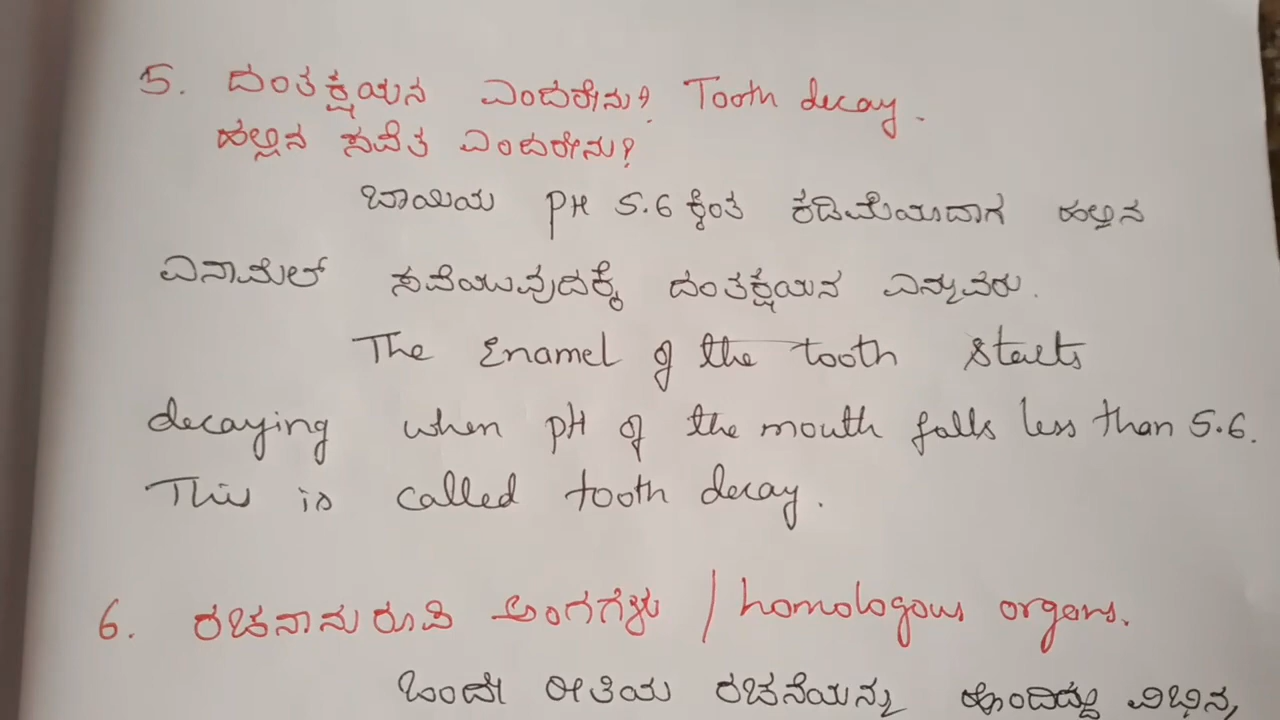 5. ದಂತಕ್ಷಯನ ಎಂದರೇನು? Tooth decay.
ಹಲ್ಲಿನ ಸವೆತ ಎಂದರೇನು?
ಬಾಯಿಯ pH 5.6 ಕ್ಕಿಂತ ಕಡಿಮೆಯಾದಾಗ ಹಲ್ಲಿನ
ಎನಾಮೆಲ್ ಸವೆಯುವುದಕ್ಕೆ ದಂತಕ್ಷಯನ ಎನ್ನುವರು.
The Enamel of the tooth starts
decaying when pH of the mouth falls less than 5.6.
This is called tooth decay.
6. ರಚನಾನುರೂಪಿ ಅಂಗಗಳು / homologous organs.
ಒಂದೇ ರೀತಿಯ ರಚನೆಯನ್ನು ಹೊಂದಿದ್ದು ವಿಭಿನ್ನ